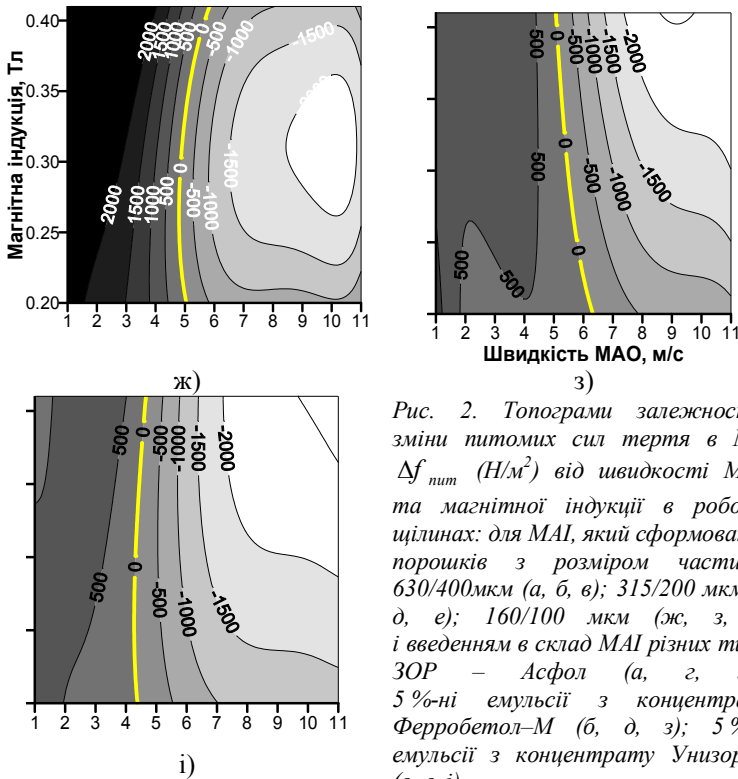 Магнітна індукція, Тл
0.40
0.35
0.30
0.25
0.20
2000
1500
1000
500
0
-500
-1000
-1500
-2000
0
-1500
2000
1500
1000
500
0
-500
-1000
1 2 3 4 5 6 7 8 9 10 11
ж)
500
0
-500
-1000
-1500
-2000
500
0
-500
-1000
-1500
500
500
0
1 2 3 4 5 6 7 8 9 10 11
Швидкість МАО, м/с
з)
500
0
-500
-1000
-1500
-2000
500
0
-500
-1000
-1500
1 2 3 4 5 6 7 8 9 10 11
і)
Рис. 2. Топограми залежнос
зміни питомих сил тертя в
Δf пит (Н/м2) від швидкості М
та магнітної індукції в робо
щілинах: для МАІ, який сформова
порошків з розміром части
630/400мкм (а, б, в); 315/200 мкм
д, е); 160/100 мкм (ж, з,
і введенням в склад МАІ різних ти
ЗОР – Асфол (а, г,
5 %-ні емульсії з концентра
Ферробетол–М (б, д, з); 5 %
емульсії з концентрату Унизор